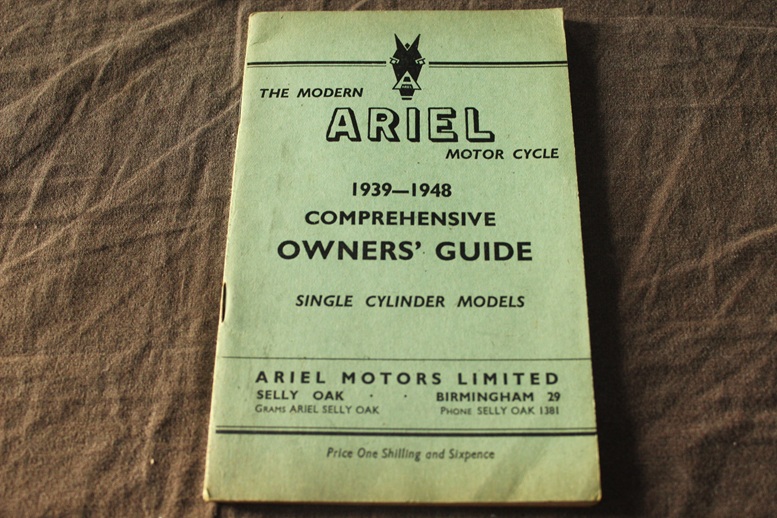 THE MODERN
ARIEL
MOTOR CYCLE
1939—1948
COMPREHENSIVE
OWNERS' GUIDE
SINGLE CYLINDER MODELS
ARIEL MOTORS LIMITED
SELLY OAK · · BIRMINGHAM 29
GRAMS ARIEL SELLY OAK PHONE SELLY OAK 1381
Price One Shilling and Sixpence